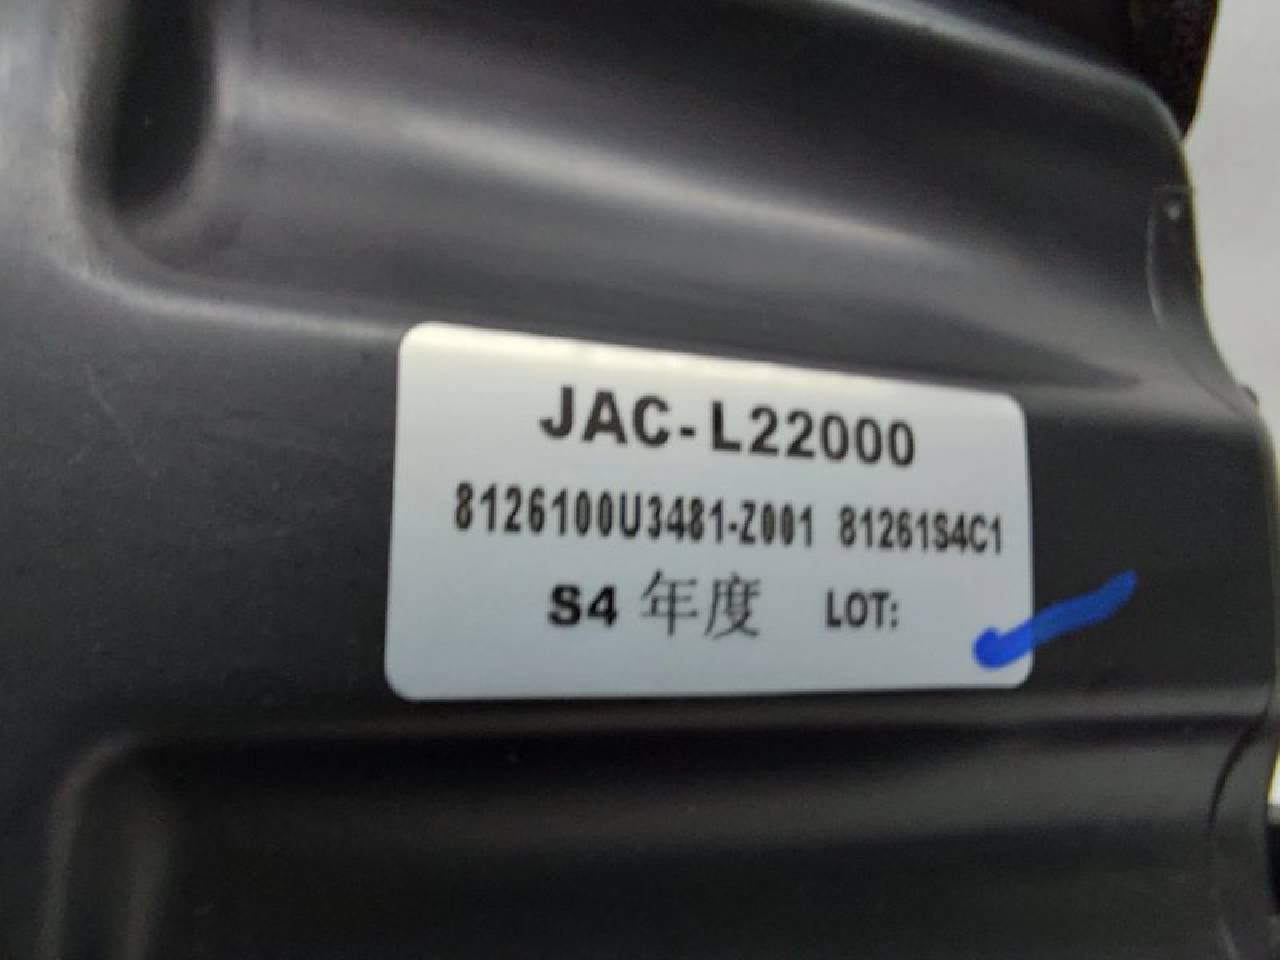 JAC-L22000
8126100U3481-Z001 81261S4C1
S4 年度 LOT: